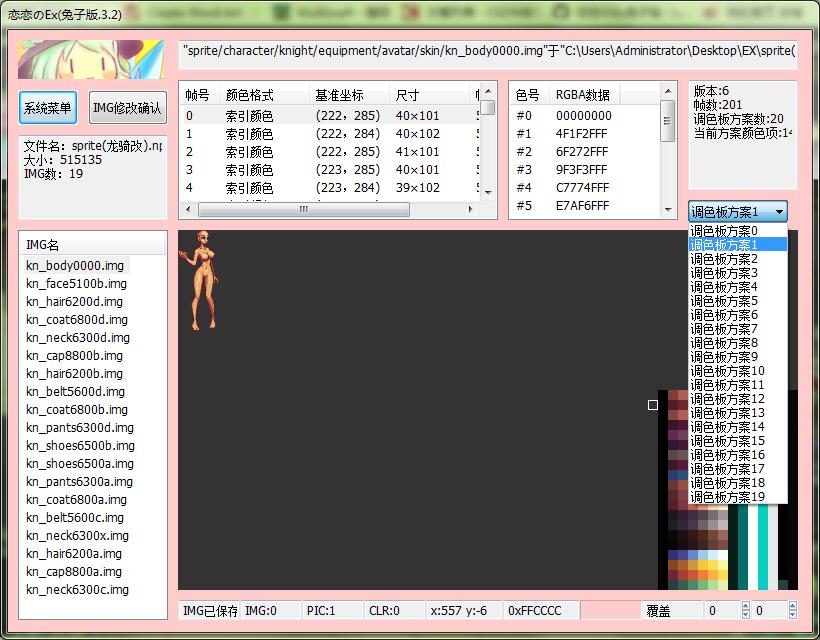 恋恋のEx(兔子版.3.2)
"sprite/character/knight/equipment/avatar/skin/kn_body0000.img"于"C:\Users\Administrator\Desktop\EX\sprite(
系统菜单 IMG修改确认
文件名：sprite(龙骑改).np
大小：515135
IMG数：19
帧号 颜色格式 基准坐标 尺寸
0 索引颜色 (222，285) 40×101
1 索引颜色 (222，284) 40×102
2 索引颜色 (222，285) 41×101
3 索引颜色 (223，285) 40×101
4 索引颜色 (223，284) 39×102
色号 RGBA数据
#0 00000000
#1 4F1F2FFF
#2 6F272FFF
#3 9F3F3FFF
#4 C7774FFF
#5 E7AF6FFF
版本:6
帧数:201
调色板方案数:20
当前方案颜色项:14
调色板方案1
调色板方案0
调色板方案1
调色板方案2
调色板方案3
调色板方案4
调色板方案5
调色板方案6
调色板方案7
调色板方案8
调色板方案9
调色板方案10
调色板方案11
调色板方案12
调色板方案13
调色板方案14
调色板方案15
调色板方案16
调色板方案17
调色板方案18
调色板方案19
IMG名
kn_body0000.img
kn_face5100b.img
kn_hair6200d.img
kn_coat6800d.img
kn_neck6300d.img
kn_cap8800b.img
kn_hair6200b.img
kn_belt5600d.img
kn_coat6800b.img
kn_pants6300d.img
kn_shoes6500b.img
kn_shoes6500a.img
kn_pants6300a.img
kn_coat6800a.img
kn_belt5600c.img
kn_neck6300x.img
kn_hair6200a.img
kn_cap8800a.img
kn_neck6300c.img
IMG已保存 IMG:0 PIC:1 CLR:0 x:557 y:-6 0xFFCCCC 覆盖 0 0